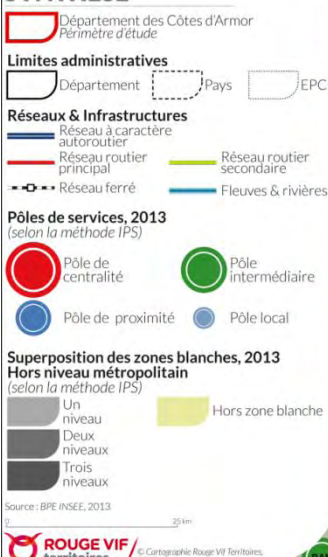 Département des Côtes d'Armor
Périmètre d'étude
Limites administratives
Département Pays EPC
Réseaux & Infrastructures
Réseau à caractère
autoroutier
Réseau routier
principal
Réseau routier
secondaire
Réseau ferré
Fleuves & rivières
Pôles de services, 2013
(selon la méthode IPS)
Pôle de
centralité
Pôle
intermédiaire
Pôle de proximité
Pôle local
Superposition des zones blanches, 2013
Hors niveau métropolitain
(selon la méthode IPS)
Un
niveau
Hors zone blanche
Deux
niveaux
Trois
niveaux
Source : BPE INSEE, 2013
0 25 km
ROUGE VIF
territoires
© Cartographie Rouge Vif Territoires,